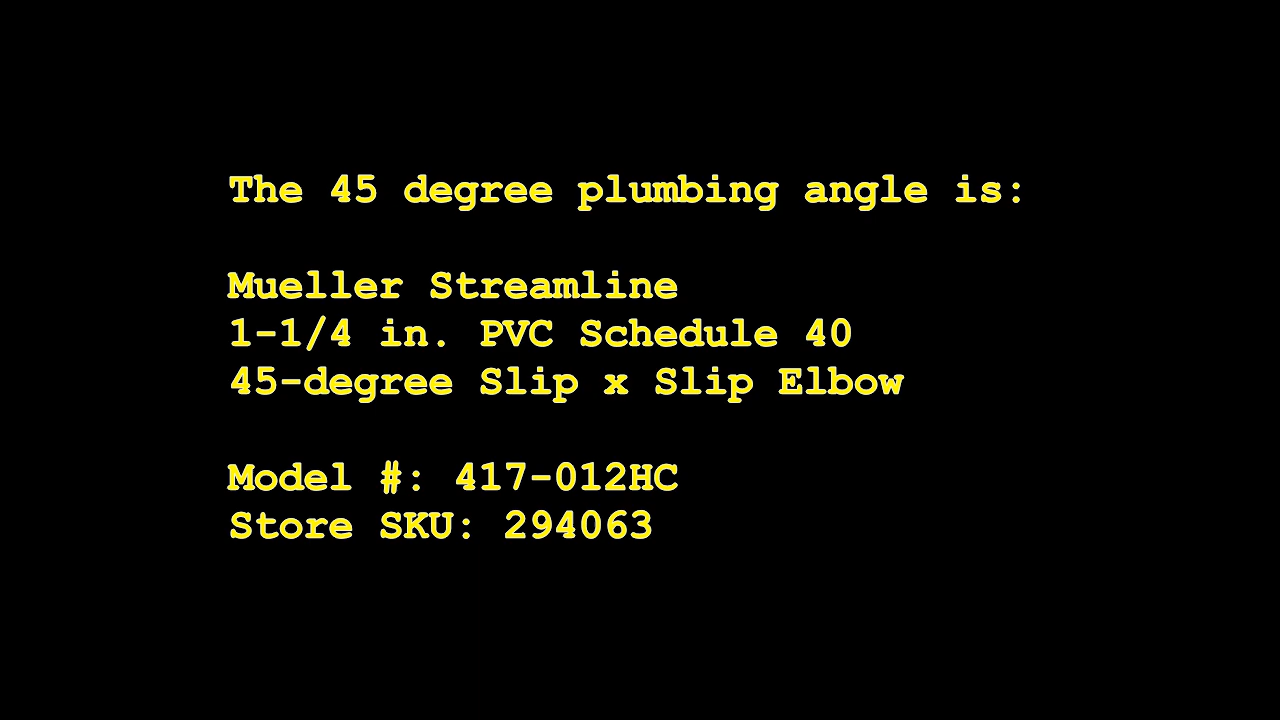 The 45 degree plumbing angle is:
Mueller Streamline
1-1/4 in. PVC Schedule 40
45-degree Slip x Slip Elbow
Model #: 417-012HC
Store SKU: 294063